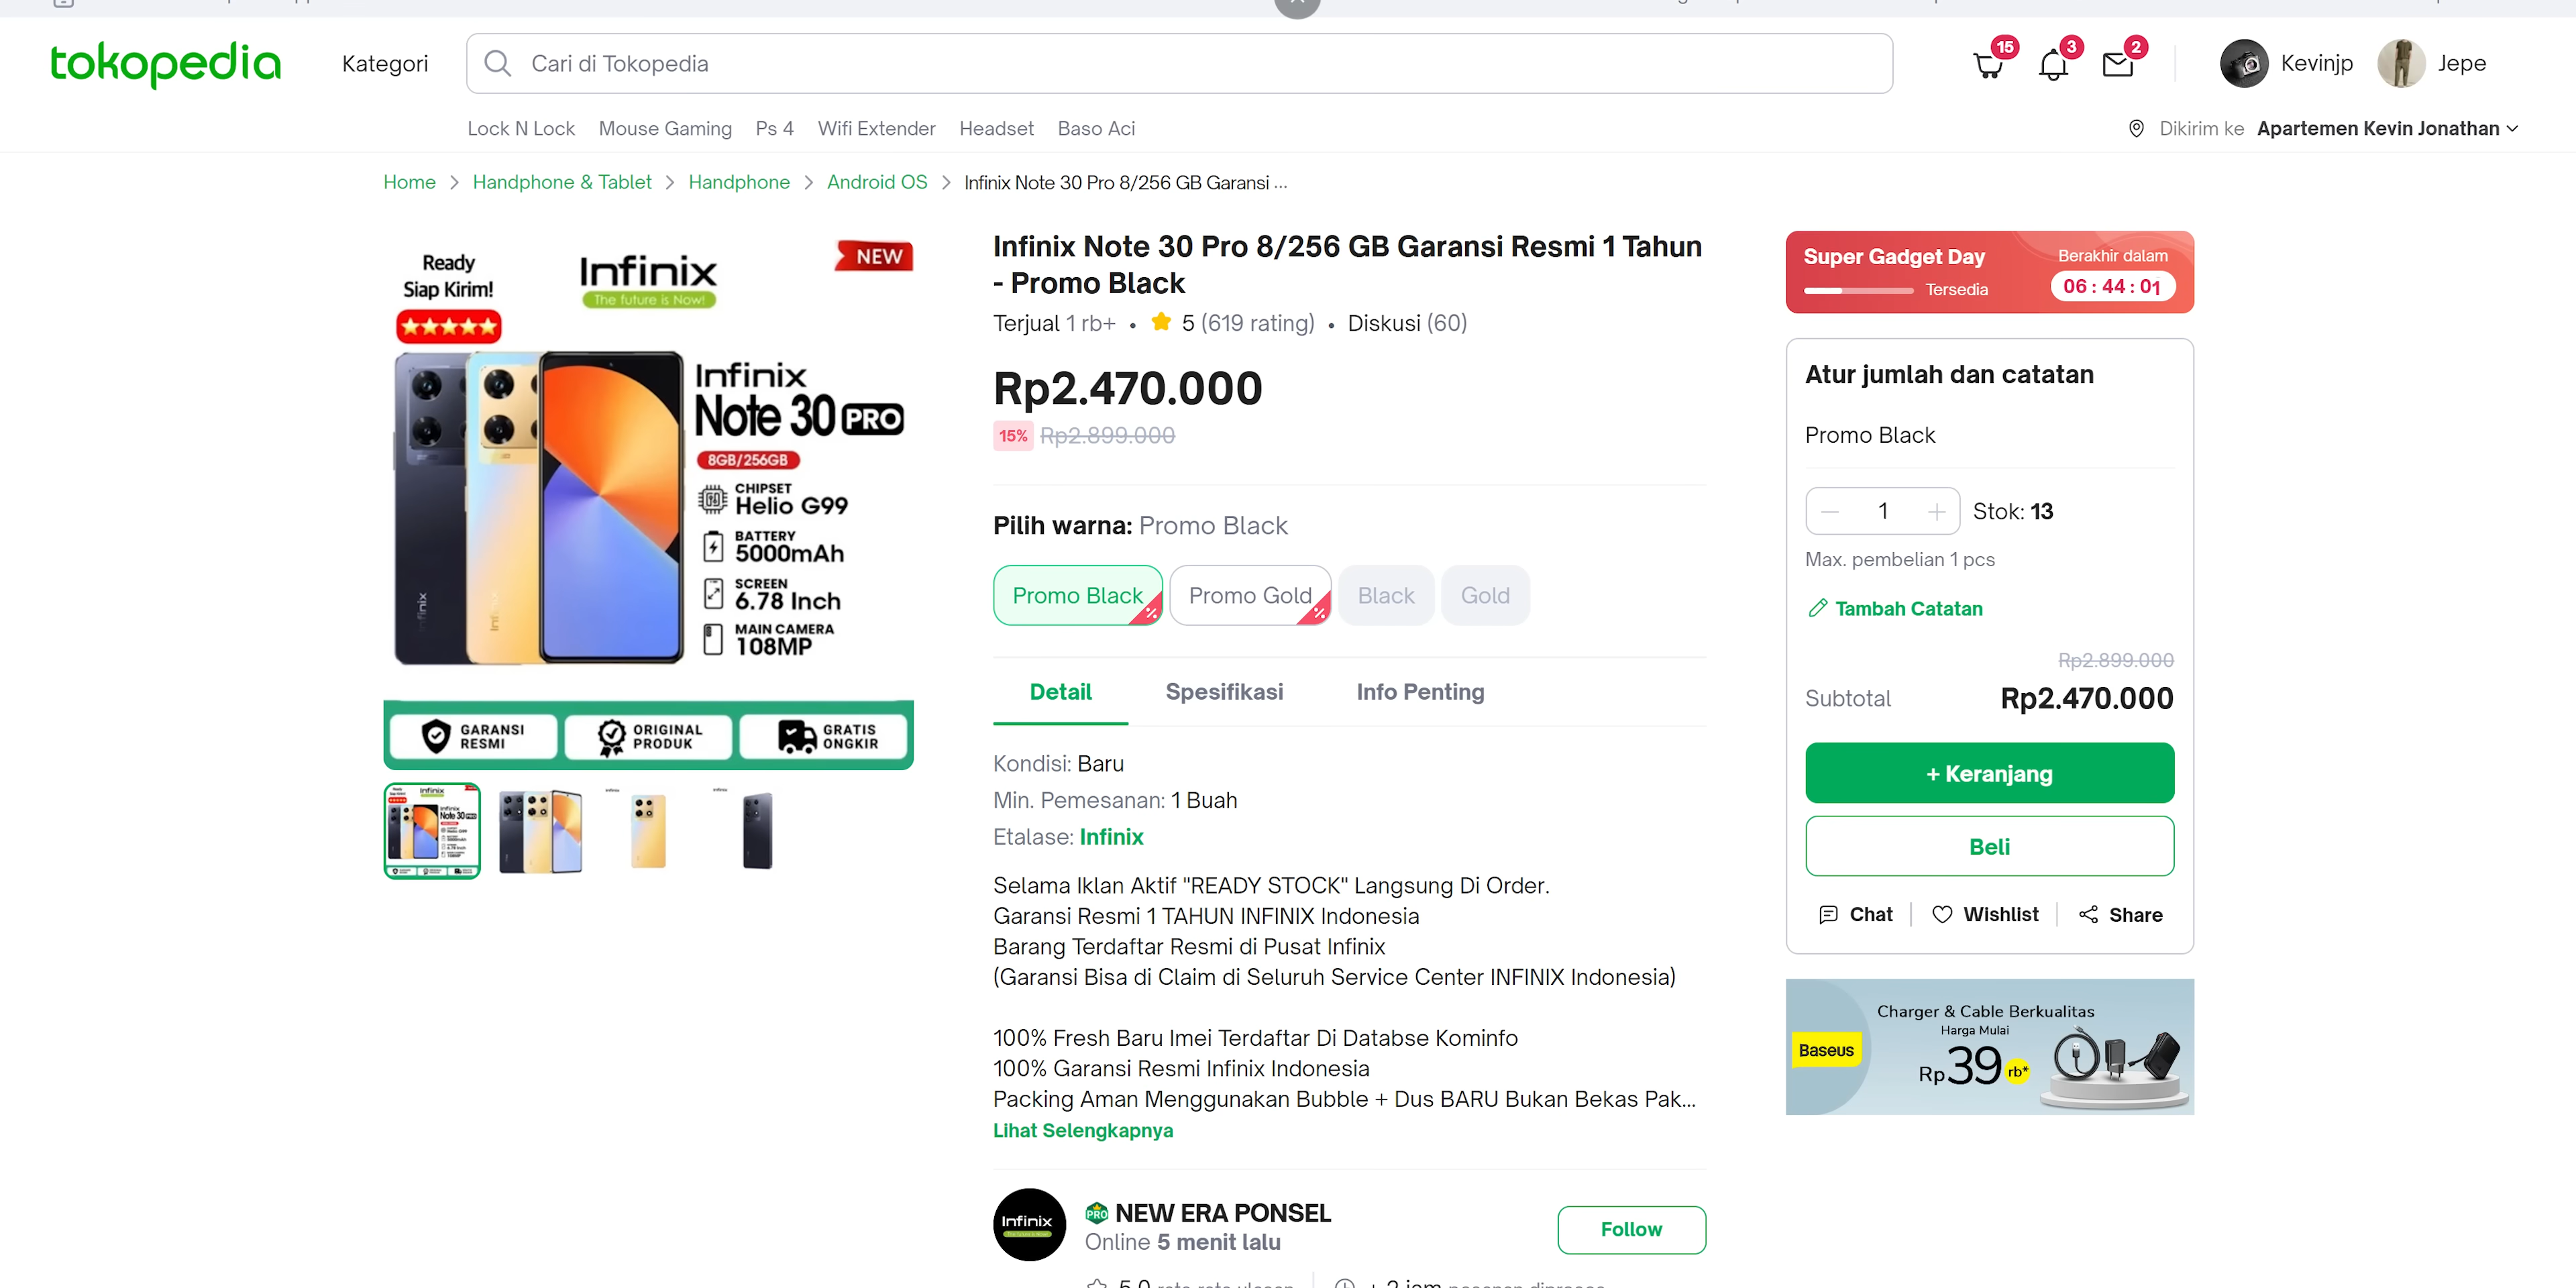 tokopedia
Kategori
Cari di Tokopedia
15
3
2
Kevinjp
Jepe
Lock N Lock Mouse Gaming Ps 4 Wifi Extender Headset Baso Aci
Dikirim ke Apartemen Kevin Jonathan
Home > Handphone & Tablet > Handphone > Android OS > Infinix Note 30 Pro 8/256 GB Garansi ...
Ready
Siap Kirim!
Infinix
The future is Now!
NEW
Infinix
Note 30 PRO
8GB/256GB
CHIPSET
Helio G99
BATTERY
5000mAh
SCREEN
6.78 Inch
MAIN CAMERA
108MP
Infinix
Infinix
GARANSI
RESMI
ORIGINAL
PRODUK
GRATIS
ONGKIR
Infinix Note 30 Pro 8/256 GB Garansi Resmi 1 Tahun
- Promo Black
Terjual 1 rb+ • 5 (619 rating) • Diskusi (60)
Rp2.470.000
15% Rp2.899.000
Pilih warna: Promo Black
Promo Black
Promo Gold
Black
Gold
Detail Spesifikasi Info Penting
Kondisi: Baru
Min. Pemesanan: 1 Buah
Etalase: Infinix
Selama Iklan Aktif "READY STOCK" Langsung Di Order.
Garansi Resmi 1 TAHUN INFINIX Indonesia
Barang Terdaftar Resmi di Pusat Infinix
(Garansi Bisa di Claim di Seluruh Service Center INFINIX Indonesia)
100% Fresh Baru Imei Terdaftar Di Databse Kominfo
100% Garansi Resmi Infinix Indonesia
Packing Aman Menggunakan Bubble + Dus BARU Bukan Bekas Pak...
Lihat Selengkapnya
Infinix
PRO NEW ERA PONSEL
Online 5 menit lalu
Follow
Super Gadget Day
Tersedia
Berakhir dalam
06 : 44 : 01
Atur jumlah dan catatan
Promo Black
1
Stok: 13
Max. pembelian 1 pcs
Tambah Catatan
Rp2.899.000
Subtotal Rp2.470.000
+ Keranjang
Beli
Chat
Wishlist
Share
Charger & Cable Berkualitas
Harga Mulai
Baseus
Rp39rb*